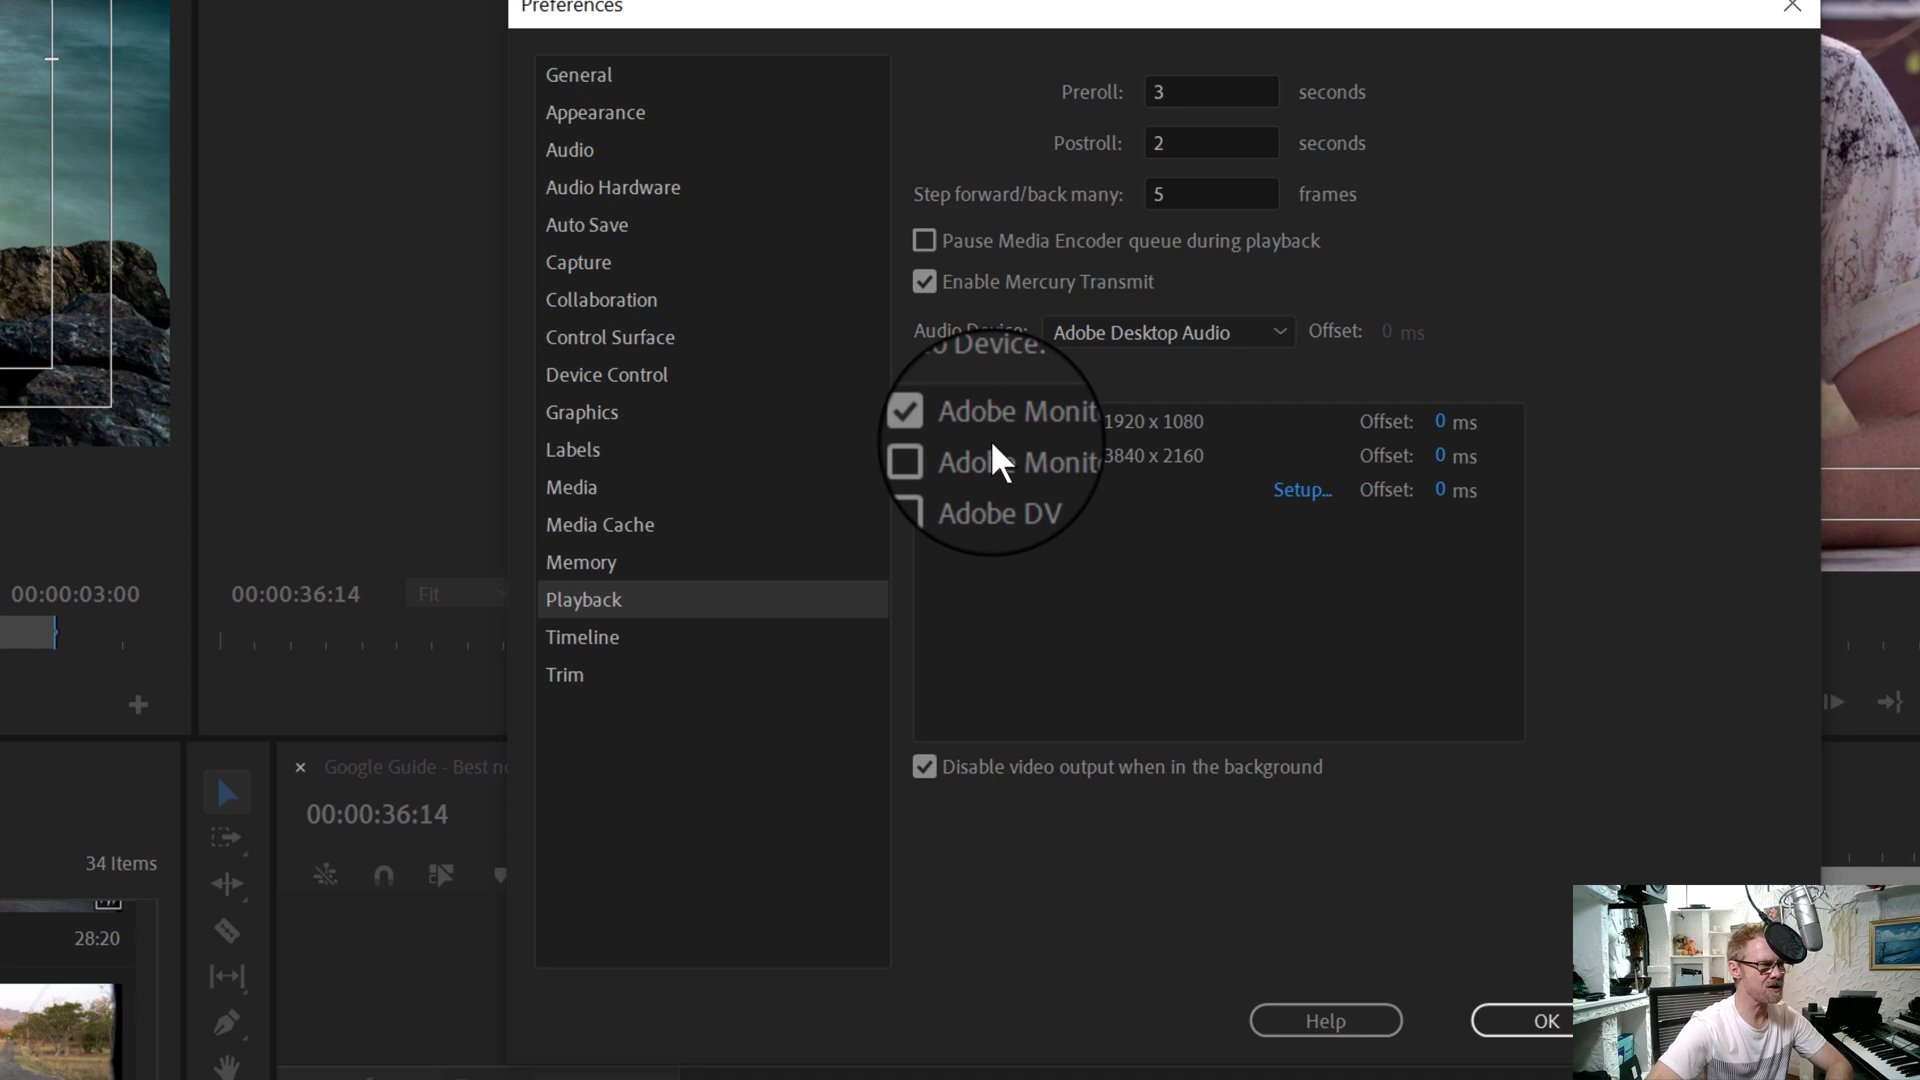 Preferences
General
Appearance
Audio
Audio Hardware
Auto Save
Capture
Collaboration
Control Surface
Device Control
Graphics
Labels
Media
Media Cache
Memory
Playback
Timeline
Trim
Preroll: 3 seconds
Postroll: 2 seconds
Step forward/back many: 5 frames
Pause Media Encoder queue during playback
Enable Mercury Transmit
Audio Device: Adobe Desktop Audio Offset: 0 ms
Device:
Adobe Monit 1920 x 1080 Offset: 0 ms
Adobe Monit 3840 x 2160 Offset: 0 ms
Adobe DV Setup... Offset: 0 ms
Disable video output when in the background
Help OK
00:00:03:00
00:00:36:14 Fit
Google Guide - Best
00:00:36:14
34 Items
28:20